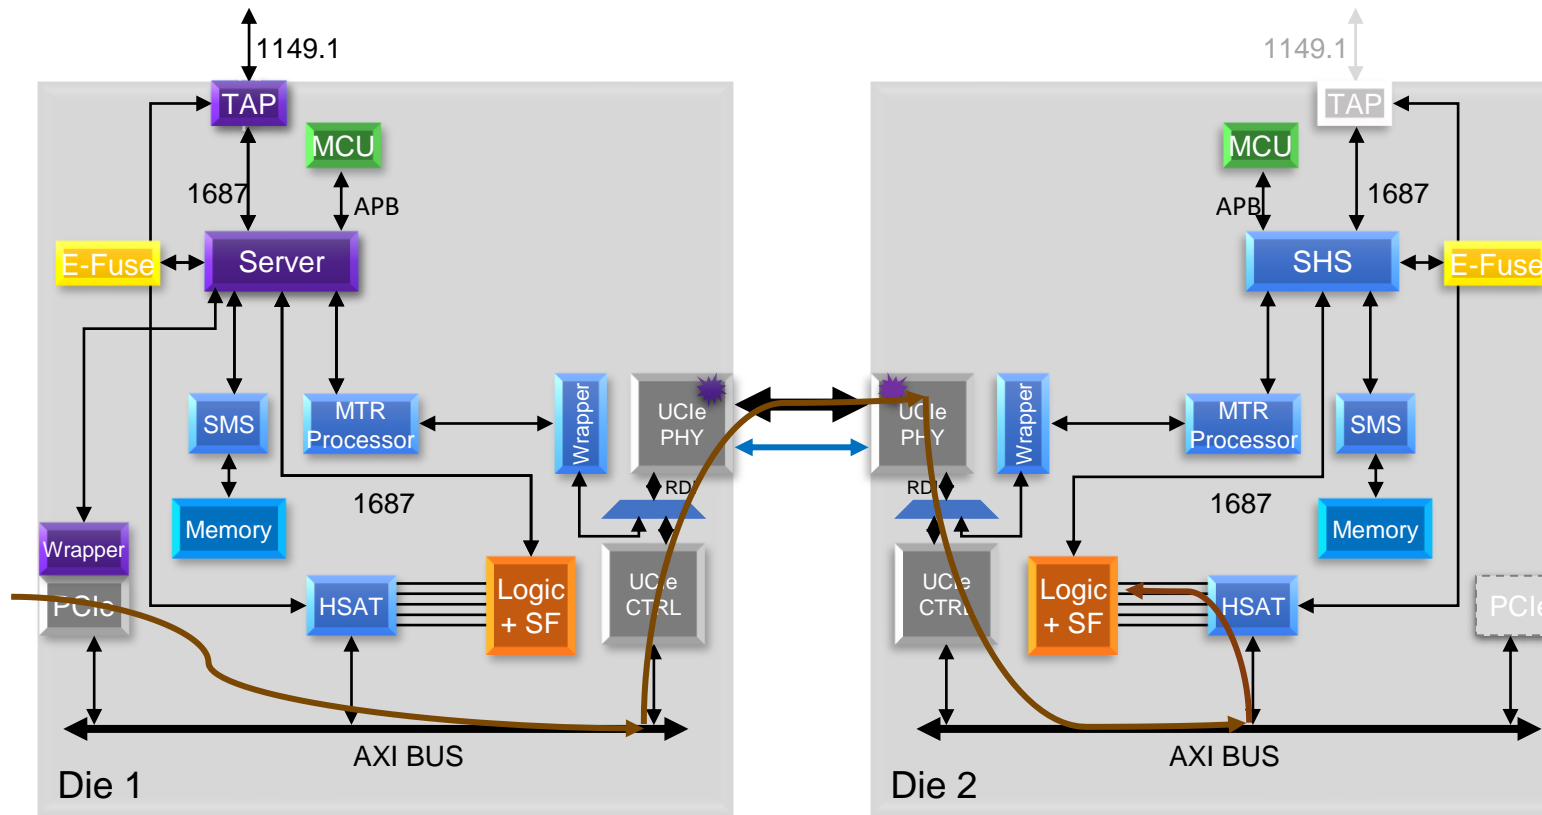 1149.1
TAP
MCU
1687
APB
E-Fuse
Server
SMS
MTR
Processor
Wrapper
UCIe
PHY
RDI
1687
Memory
Wrapper
PCIe
HSAT
Logic
+ SF
UCIe
CTRL
AXI BUS
Die 1
1149.1
TAP
MCU
1687
APB
SHS
E-Fuse
UCIe
PHY
Wrapper
MTR
Processor
SMS
RDI
1687
Memory
UCIe
CTRL
Logic
+ SF
HSAT
PCIe
AXI BUS
Die 2